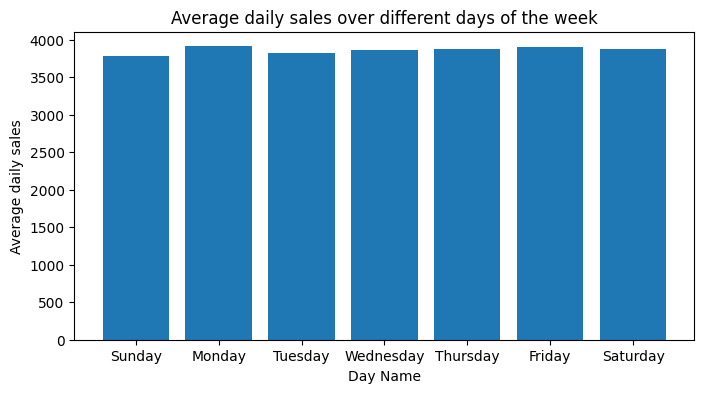 Average daily sales over different days of the week
Average daily sales
4000
3500
3000
2500
2000
1500
1000
500
0
Sunday Monday Tuesday Wednesday Thursday Friday Saturday
Day Name